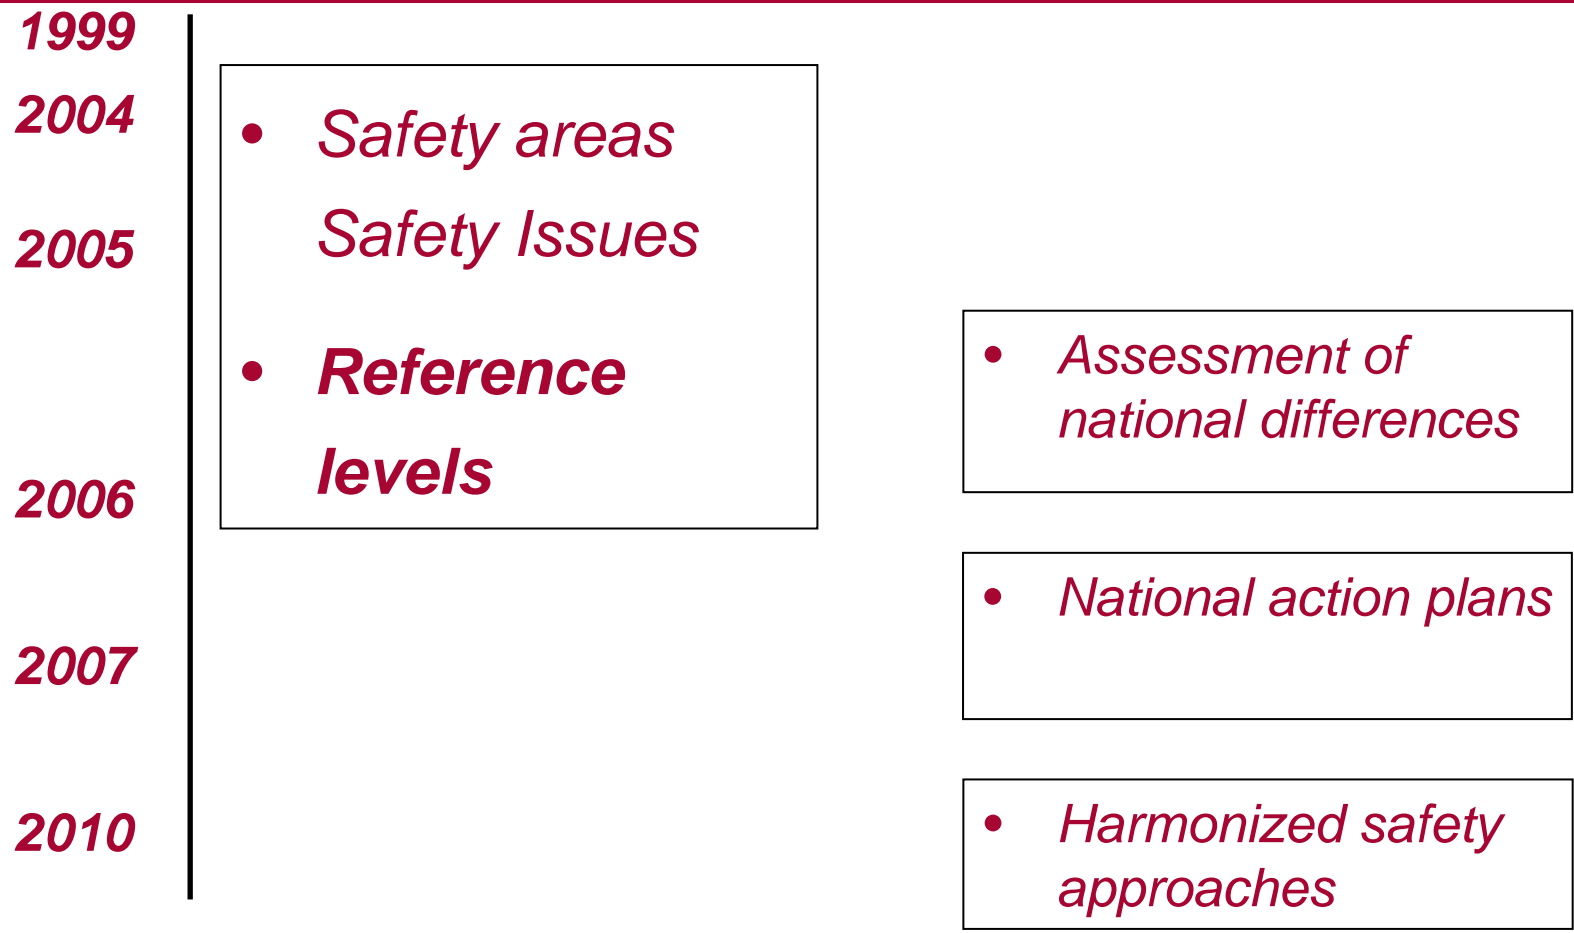 1999
2004
2005
2006
2007
2010
• Safety areas
Safety Issues
• Reference
levels
• Assessment of
national differences
• National action plans
• Harmonized safety
approaches